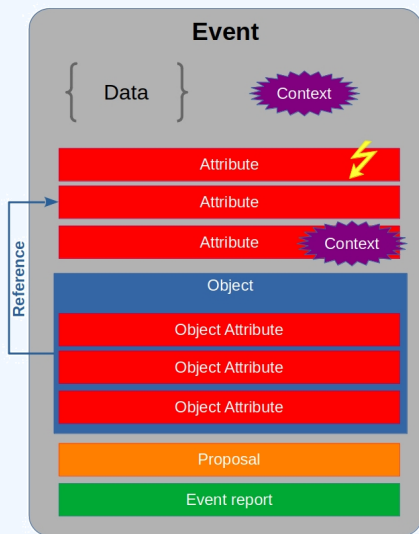 Event
{ Data }
Context
Attribute
Attribute
Attribute
Context
Reference
Object
Object Attribute
Object Attribute
Object Attribute
Proposal
Event report